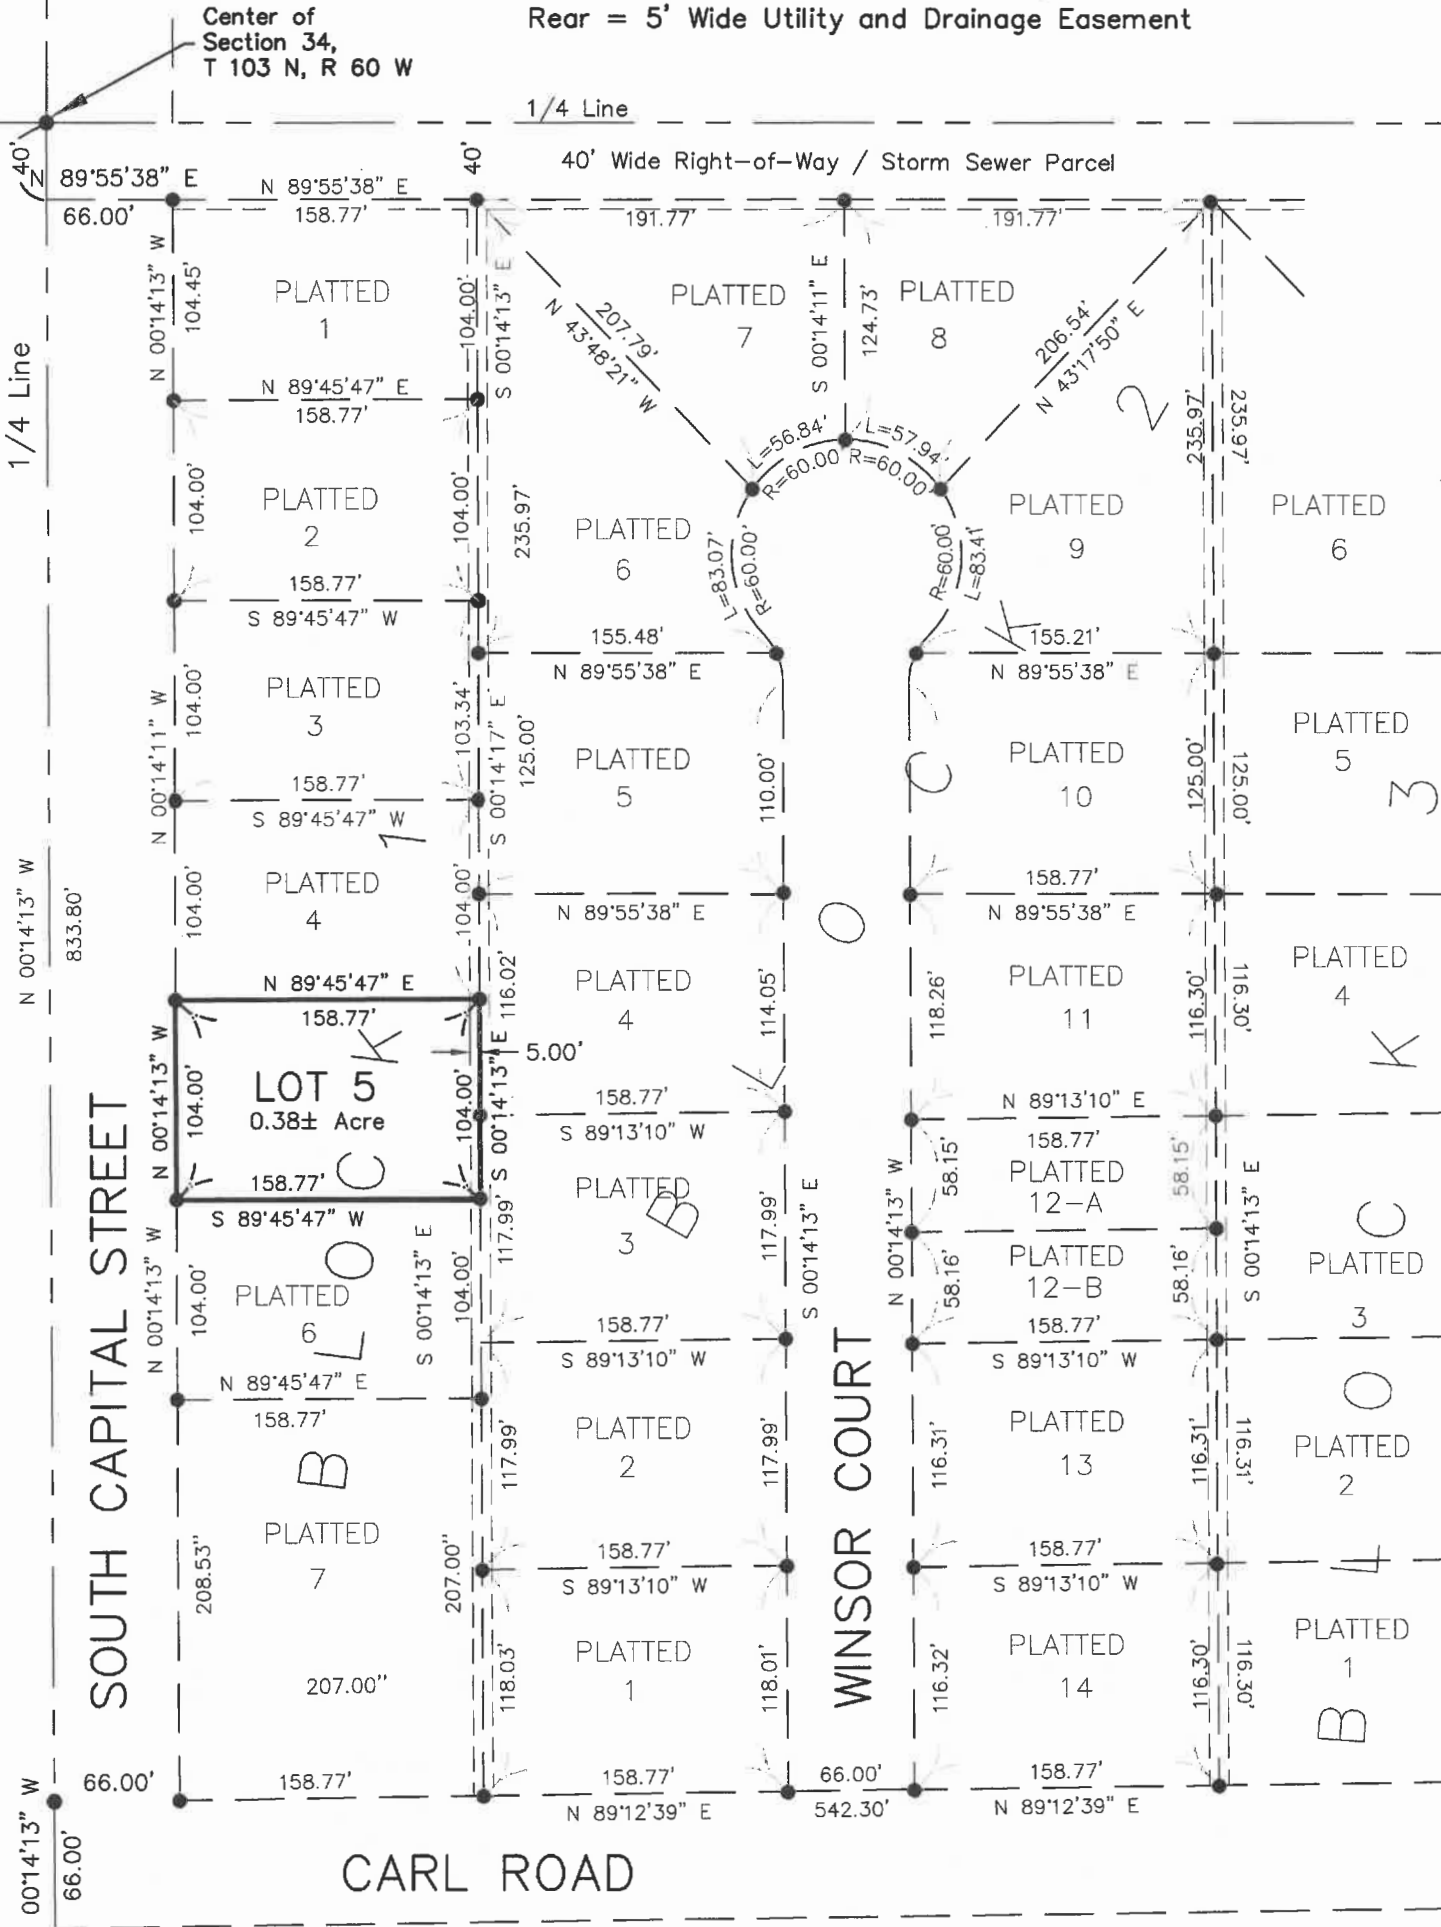 Center of
Section 34,
T 103 N, R 60 W
Rear = 5' Wide Utility and Drainage Easement
1/4 Line
40'
40'
40' Wide Right-of-Way / Storm Sewer Parcel
N 89°55'38" E
66.00'
N 89°55'38" E
158.77'
191.77'
191.77'
1/4 Line
N 00°14'13" W
104.45'
PLATTED
1
104.00'
S 00°14'13" E
N 89°45'47" E
158.77'
207.79'
N 43°48'21" W
PLATTED
7
S 00°14'11" E
124.73'
PLATTED
8
206.54'
N 43°17'50" E
2
235.97'
235.97'
L=56.84'
R=60.00'
L=57.94'
R=60.00'
104.00'
PLATTED
2
104.00'
235.97'
158.77'
S 89°45'47" W
PLATTED
6
L=83.07'
R=60.00'
R=60.00'
L=83.41'
PLATTED
9
PLATTED
6
155.48'
N 89°55'38" E
K
155.21'
N 89°55'38" E
N 00°14'11" W
104.00'
PLATTED
3
103.34'
S 00°14'17" E
125.00'
158.77'
S 89°45'47" W
1
PLATTED
5
110.00'
C
PLATTED
10
125.00'
125.00'
PLATTED
5
3
N 00°14'13" W
833.80'
104.00'
PLATTED
4
104.00'
N 89°55'38" E
O
158.77'
N 89°55'38" E
N 89°45'47" E
158.77'
116.02'
PLATTED
4
114.05'
118.26'
PLATTED
11
116.30'
116.30'
PLATTED
4
K
K
5.00'
N 00°14'13" W
104.00'
LOT 5
0.38± Acre
104.00'
S 00°14'13" E
158.77'
S 89°45'47" W
C
158.77'
S 89°13'10" W
L
N 89°13'10" E
158.77'
58.15'
PLATTED
12-A
58.15'
PLATTED
3
B
117.99'
117.99'
S 00°14'13" E
N 00°14'13" W
58.16'
PLATTED
12-B
58.16'
S 00°14'13" E
C
PLATTED
3
SOUTH CAPITAL STREET
N 00°14'13" W
104.00'
PLATTED
6
O
L
S 00°14'13" E
104.00'
158.77'
S 89°13'10" W
158.77'
S 89°13'10" W
N 89°45'47" E
158.77'
B
117.99'
PLATTED
2
117.99'
WINSOR COURT
116.31'
PLATTED
13
116.31'
116.31'
O
PLATTED
2
208.53"
PLATTED
7
207.00"
207.00"
158.77'
S 89°13'10" W
158.77'
S 89°13'10" W
L
118.03'
PLATTED
1
118.01'
116.32'
PLATTED
14
116.30'
116.30'
PLATTED
1
B
66.00'
158.77'
158.77'
N 89°12'39" E
66.00'
542.30'
158.77'
N 89°12'39" E
00°14'13" W
66.00'
CARL ROAD